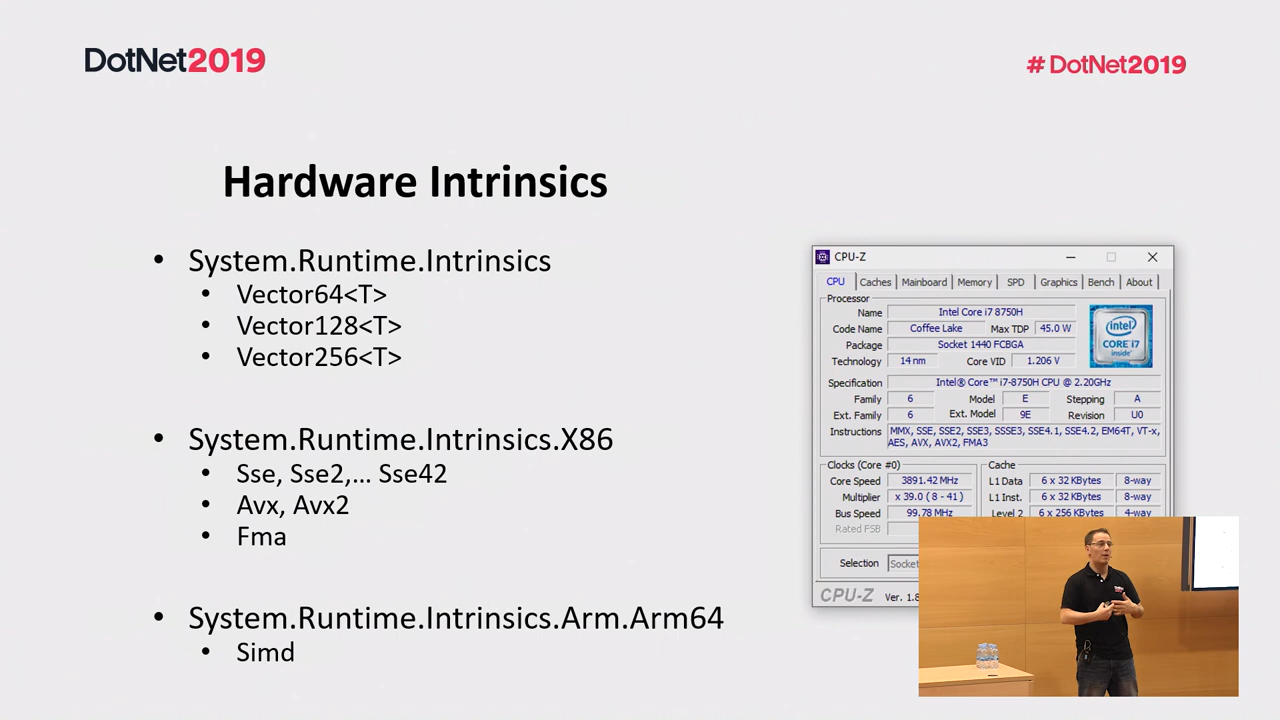 DotNet2019
# DotNet2019
Hardware Intrinsics
• System.Runtime.Intrinsics
• Vector64<T>
• Vector128<T>
• Vector256<T>
• System.Runtime.Intrinsics.X86
• Sse, Sse2,... Sse42
• Avx, Avx2
• Fma
• System.Runtime.Intrinsics.Arm.Arm64
• Simd
CPU-Z
CPU Caches Mainboard Memory SPD Graphics Bench About
Processor
Name Intel Core i7 8750H
Code Name Coffee Lake Max TDP 45.0 W
Package Socket 1440 FCBGA
Technology 14 nm Core VID 1.206 V
intel
CORE i7
inside
Specification Intel® Core™ i7-8750H CPU @ 2.20GHz
Family 6 Model E Stepping A
Ext. Family 6 Ext. Model 9E Revision U0
Instructions MMX, SSE, SSE2, SSE3, SSSE3, SSE4.1, SSE4.2, EM64T, VT-x,
AES, AVX, AVX2, FMA3
Clocks (Core #0)
Core Speed 3891.42 MHz
Multiplier x 39.0 ( 8 - 41 )
Bus Speed 99.78 MHz
Rated FSB
Cache
L1 Data 6 x 32 KBytes 8-way
L1 Inst. 6 x 32 KBytes 8-way
Level 2 6 x 256 KBytes 4-way
Selection Socket
CPU-Z Ver. 1.8